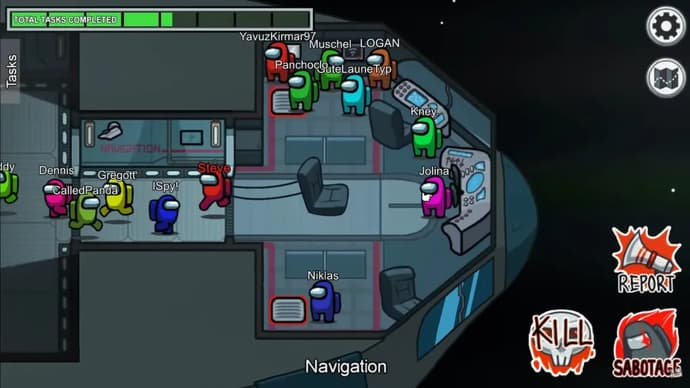 TOTAL TASKS COMPLETED
Tasks
YavuzKirmar97
Muschel
LOGAN
Panchoclo
GuteLauneTyp
Kney
NAVIGATION
ddy
Dennis
Gregott
Steve
Jolina
CalledPanda
ISpy!
Niklas
REPORT
KILL
SABOTAGE
Navigation